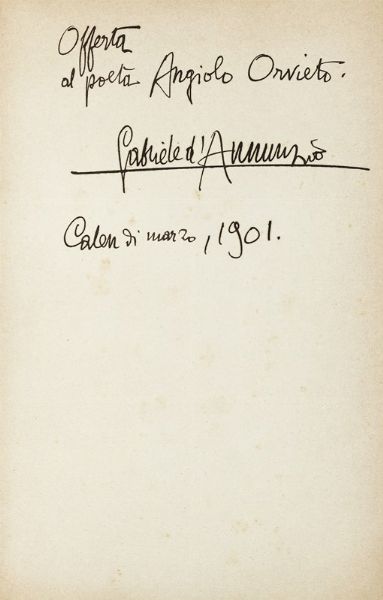 Offerta
al poeta Angiolo Orvieto.
Gabriele d'Annunzio
Calen di marzo, 1901.